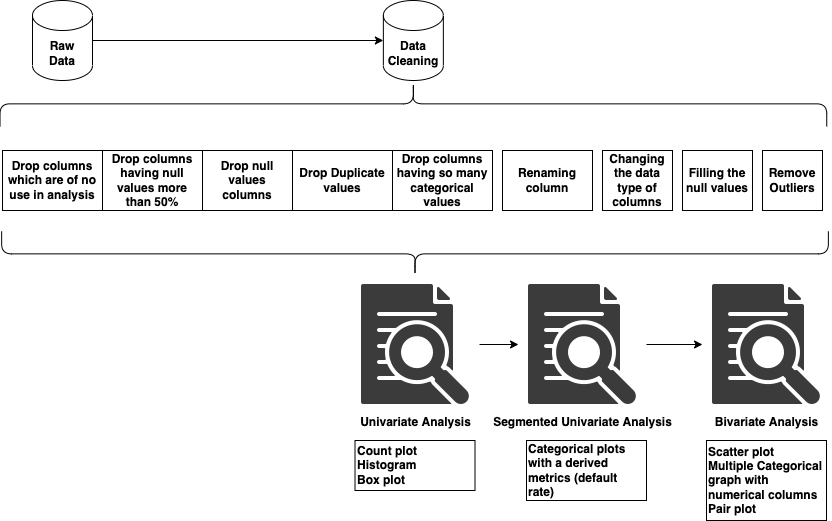 Raw
Data
Data
Cleaning
Drop columns
which are of no
use in analysis
Drop columns
having null
values more
than 50%
Drop null
values
columns
Drop Duplicate
values
Drop columns
having so many
categorical
values
Renaming
column
Changing
the data
type of
columns
Filling the
null values
Remove
Outliers
Univariate Analysis
Segmented Univariate Analysis
Bivariate Analysis
Count plot
Histogram
Box plot
Categorical plots
with a derived
metrics (default
rate)
Scatter plot
Multiple Categorical
graph with
numerical columns
Pair plot